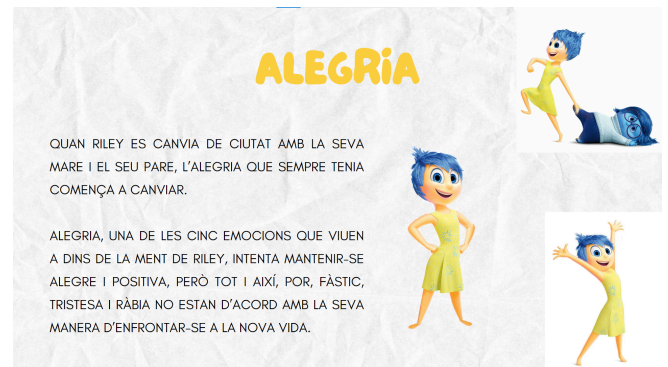 ALEGRiA
QUAN RILEY ES CANVIA DE CIUTAT AMB LA SEVA
MARE I EL SEU PARE, L'ALEGRIA QUE SEMPRE TENIA
COMENÇA A CANVIAR.
ALEGRIA, UNA DE LES CINC EMOCIONS QUE VIUEN
A DINS DE LA MENT DE RILEY, INTENTA MANTENIR-SE
ALEGRE I POSITIVA, PERÒ TOT I AIXÍ, POR, FÀSTIC,
TRISTESA I RÀBIA NO ESTAN D'ACORD AMB LA SEVA
MANERA D'ENFRONTAR-SE A LA NOVA VIDA.